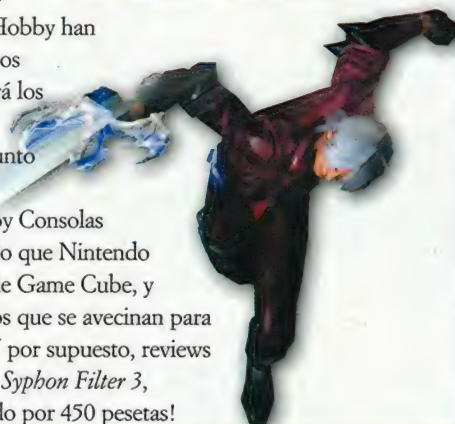 Hobby han
os
á los
unto
y Consolas
o que Nintendo
e Game Cube, y
os que se avecinan para
por supuesto, reviews
Syphon Filter 3,
lo por 450 pesetas!